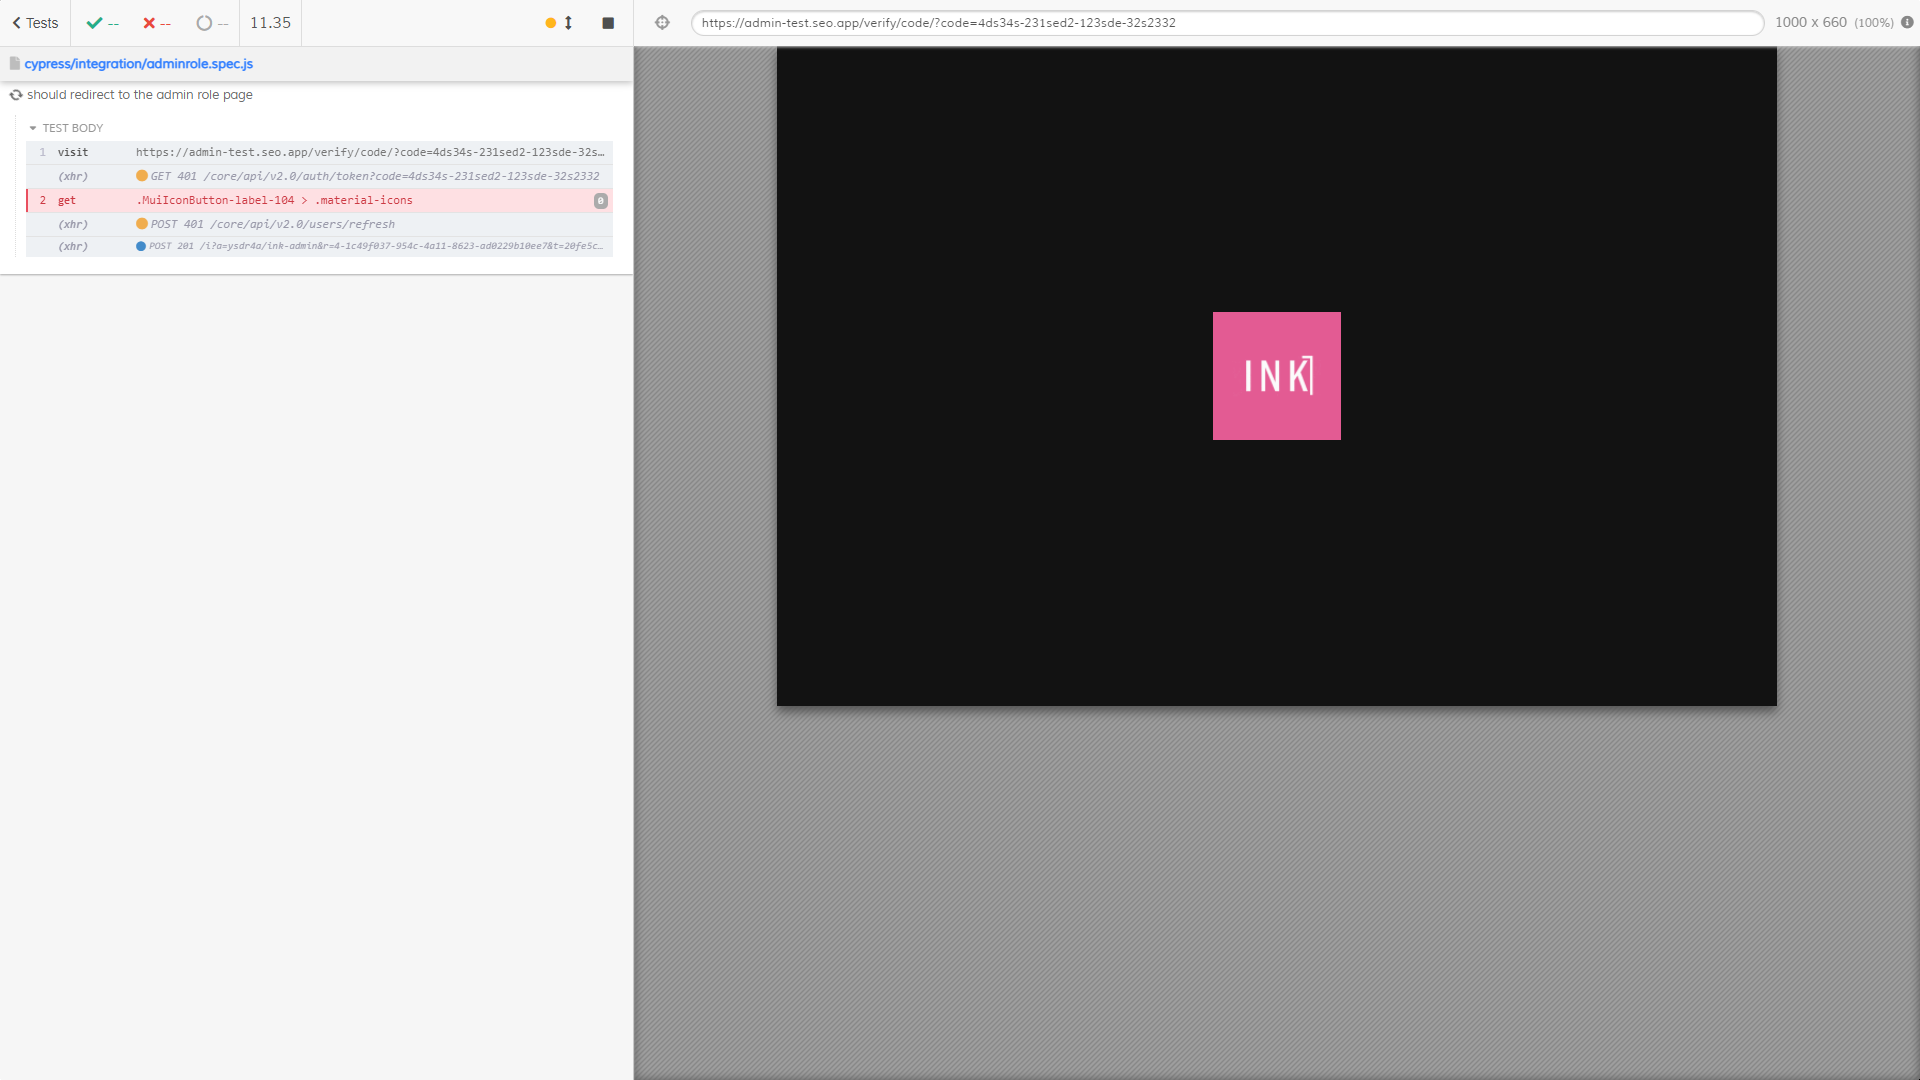 Tests -- -- -- 11.35
https://admin-test.seo.app/verify/code/?code=4ds34s-231sed2-123sde-32s2332 1000 x 660 (100%)
cypress/integration/adminrole.spec.js
should redirect to the admin role page
TEST BODY
1 visit https://admin-test.seo.app/verify/code/?code=4ds34s-231sed2-123sde-32s…
(xhr) GET 401 /core/api/v2.0/auth/token?code=4ds34s-231sed2-123sde-32s2332
2 get .MuiIconButton-label-104 > .material-icons 0
(xhr) POST 401 /core/api/v2.0/users/refresh
(xhr) POST 201 /i?a=ysdr4a/ink-admin&r=4-1c49f037-954c-4a11-8623-ad0229b10ee7&t=20fe5c…
INK